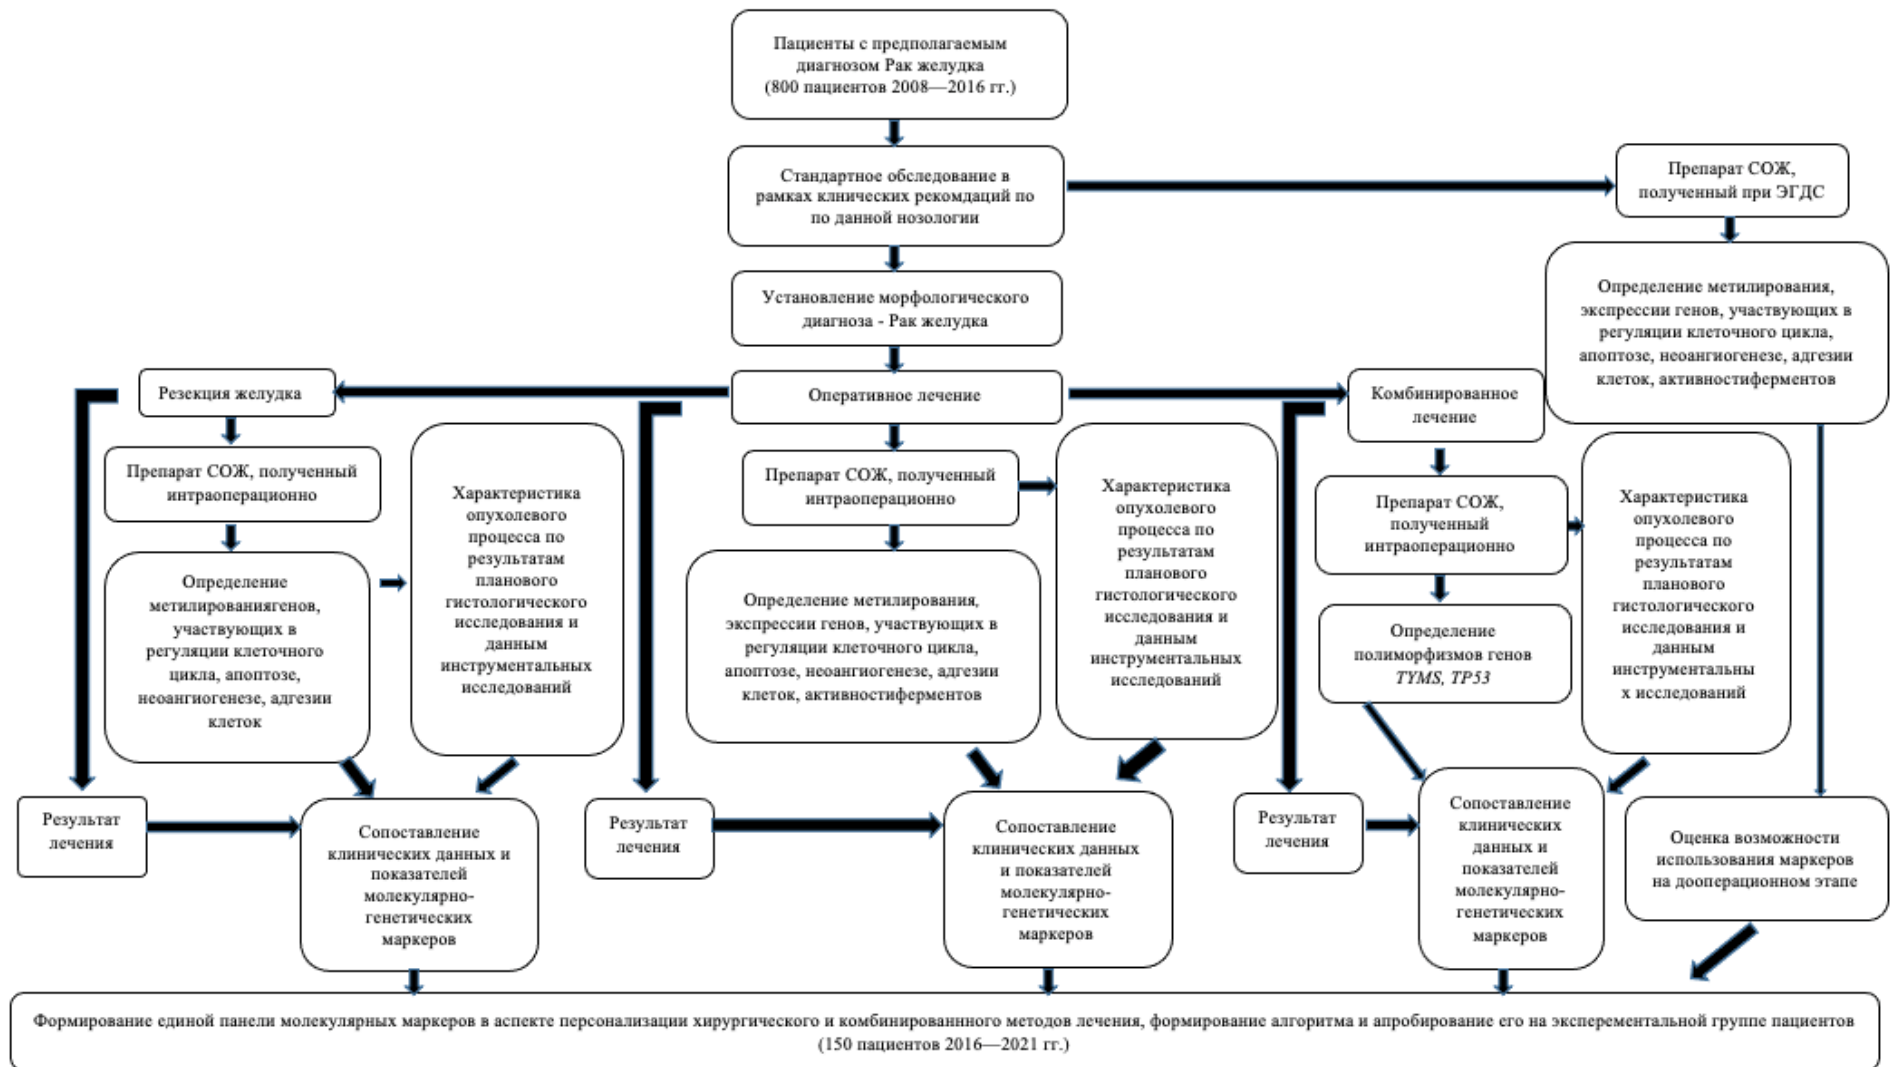 Пациенты с предполагаемым
диагнозом Рак желудка
(800 пациентов 2008—2016 гг.)
Стандартное обследование в
рамках клнических рекомдаций по
по данной нозологии
Препарат СОЖ,
полученный при ЭГДС
Определение метилирования,
экспрессии генов, участвующих в
регуляции клеточного цикла,
апоптозе, неоангиогенезе, адгезии
клеток, активностиферментов
Установление морфологического
диагноза - Рак желудка
Резекция желудка
Оперативное лечение
Комбинированное
лечение
Препарат СОЖ, полученный
интраоперационно
Определение
метилированиягенов,
участвующих в
регуляции клеточного
цикла, апоптозе,
неоангиогенезе, адгезии
клеток
Характеристика
опухолевого
процесса по
результатам
планового
гистологического
исследования и
данным
инструментальных
исследований
Препарат СОЖ, полученный
интраоперационно
Определение метилирования,
экспрессии генов, участвующих в
регуляции клеточного цикла,
апоптозе, неоангиогенезе, адгезии
клеток, активностиферментов
Характеристика
опухолевого
процесса по
результатам
планового
гистологического
исследования и
данным
инструментальных
исследований
Препарат СОЖ,
полученный
интраоперационно
Определение
полиморфизмов генов
TYMS, TP53
Характеристика
опухолевого
процесса по
результатам
планового
гистологического
исследования и
данным
инструментальны
х исследований
Результат
лечения
Сопоставление
клинических данных и
показателей
молекулярно-
генетических
маркеров
Результат
лечения
Сопоставление
клинических данных
и показателей
молекулярно-
генетических
маркеров
Результат
лечения
Сопоставление
клинических
данных и
показателей
молекулярно-
генетических
маркеров
Оценка возможности
использования маркеров
на дооперационном этапе
Формирование единой панели молекулярных маркеров в аспекте персонализации хирургического и комбинированнного методов лечения, формирование алгоритма и апробирование его на эксперементальной группе пациентов
(150 пациентов 2016—2021 гг.)